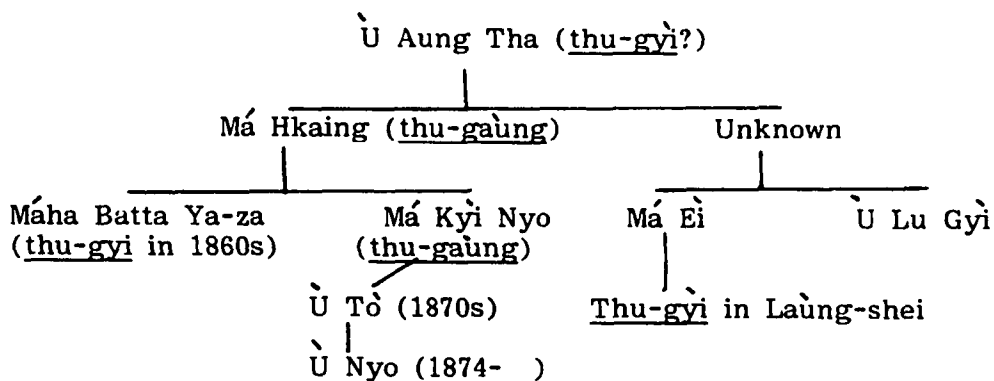 Ù Aung Tha (thu-gyì?)
Má Hkaing (thu-gaùng) Unknown
Máha Batta Ya-za Má Kyì Nyo Má Eì Ù Lu Gyì
(thu-gyi in 1860s) (thu-gaùng)
Ù Tò (1870s) Thu-gyì in Laùng-shei
Ù Nyo (1874- )